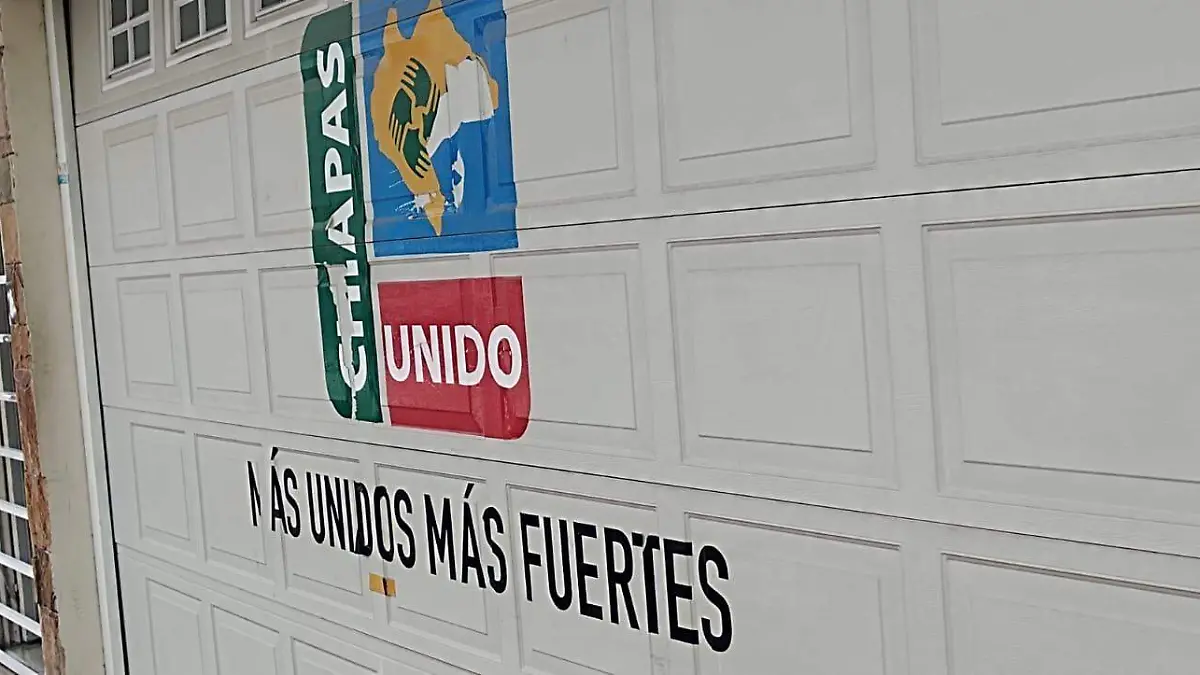 CHIAPAS
UNIDO
MÁS UNIDOS MÁS FUERTES